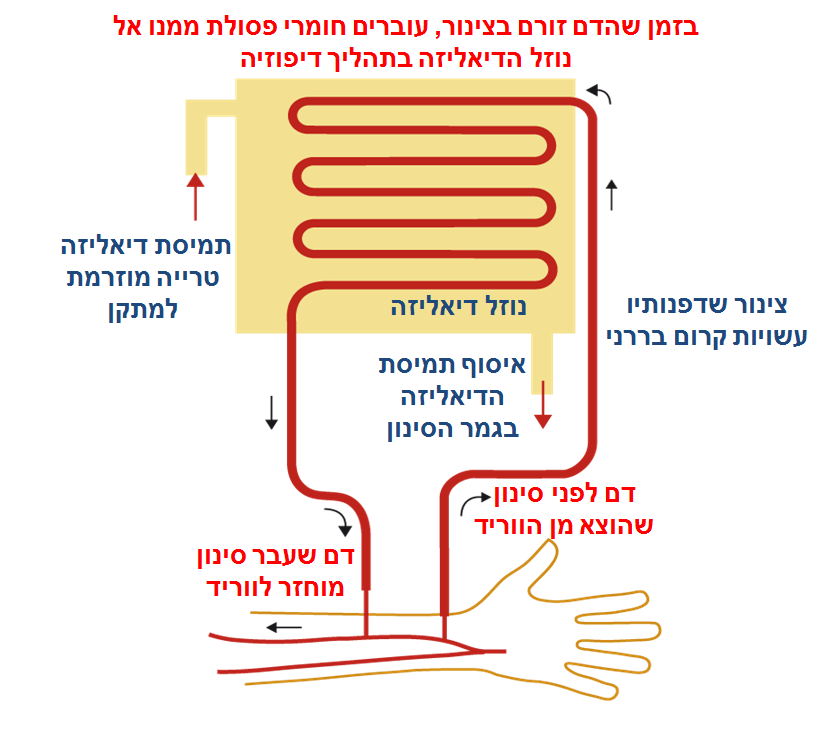 בזמן שהדם זורם בצינור, עוברים חומרי פסולת ממנו אל
נוזל הדיאליזה בתהליך דיפוזיה
תמיסת דיאליזה
טרייה מוזרמת
למתקן
נוזל דיאליזה
צינור שדפנותיו
עשויות קרום בררני
איסוף תמיסת
הדיאליזה
בגמר הסינון
דם לפני סינון
שהוצא מן הווריד
דם שעבר סינון
מוחזר לווריד